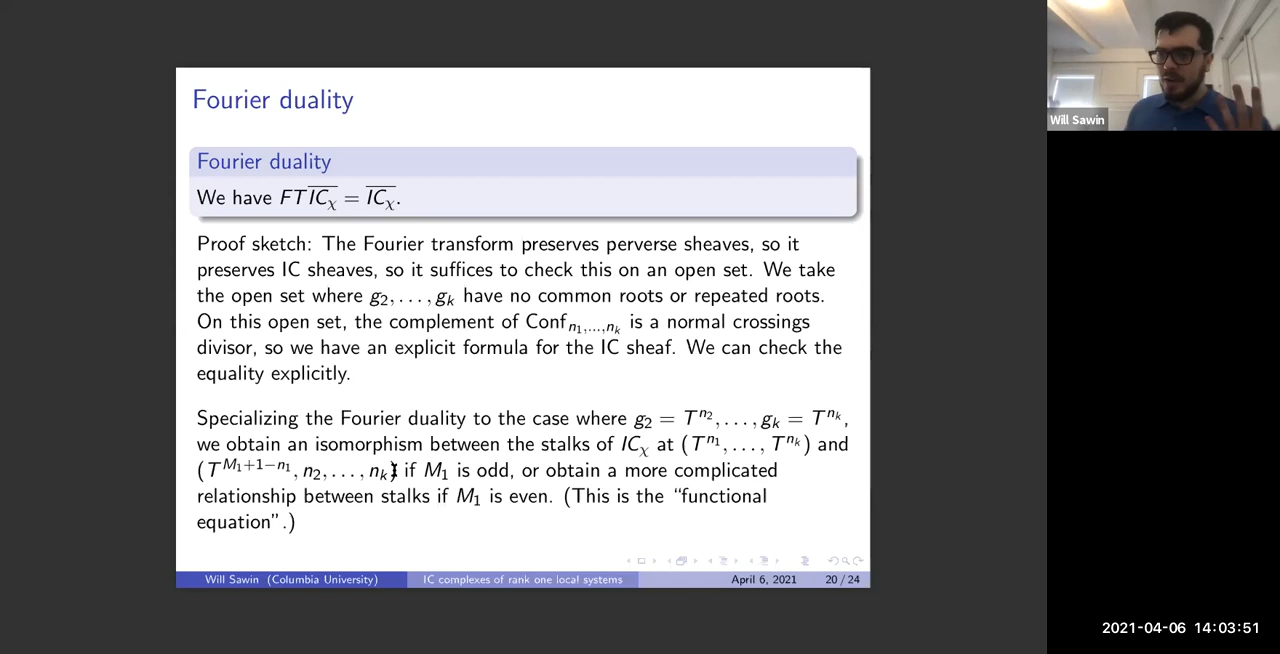 Fourier duality
Fourier duality
We have $FT\overline{IC_\chi} = \overline{IC_\chi}$.
Proof sketch: The Fourier transform preserves perverse sheaves, so it
preserves IC sheaves, so it suffices to check this on an open set. We take
the open set where $g_2, \ldots, g_k$ have no common roots or repeated roots.
On this open set, the complement of $\text{Conf}_{n_1,\ldots,n_k}$ is a normal crossings
divisor, so we have an explicit formula for the IC sheaf. We can check the
equality explicitly.
Specializing the Fourier duality to the case where $g_2 = T^{n_2}, \ldots, g_k = T^{n_k}$,
we obtain an isomorphism between the stalks of $IC_\chi$ at $(T^{n_1}, \ldots, T^{n_k})$ and
$(T^{M_1+1-n_1}, n_2, \ldots, n_k)$ if $M_1$ is odd, or obtain a more complicated
relationship between stalks if $M_1$ is even. (This is the “functional
equation”.)
Will Sawin (Columbia University) IC complexes of rank one local systems April 6, 2021 20 / 24
Will Sawin
2021-04-06 14:03:51